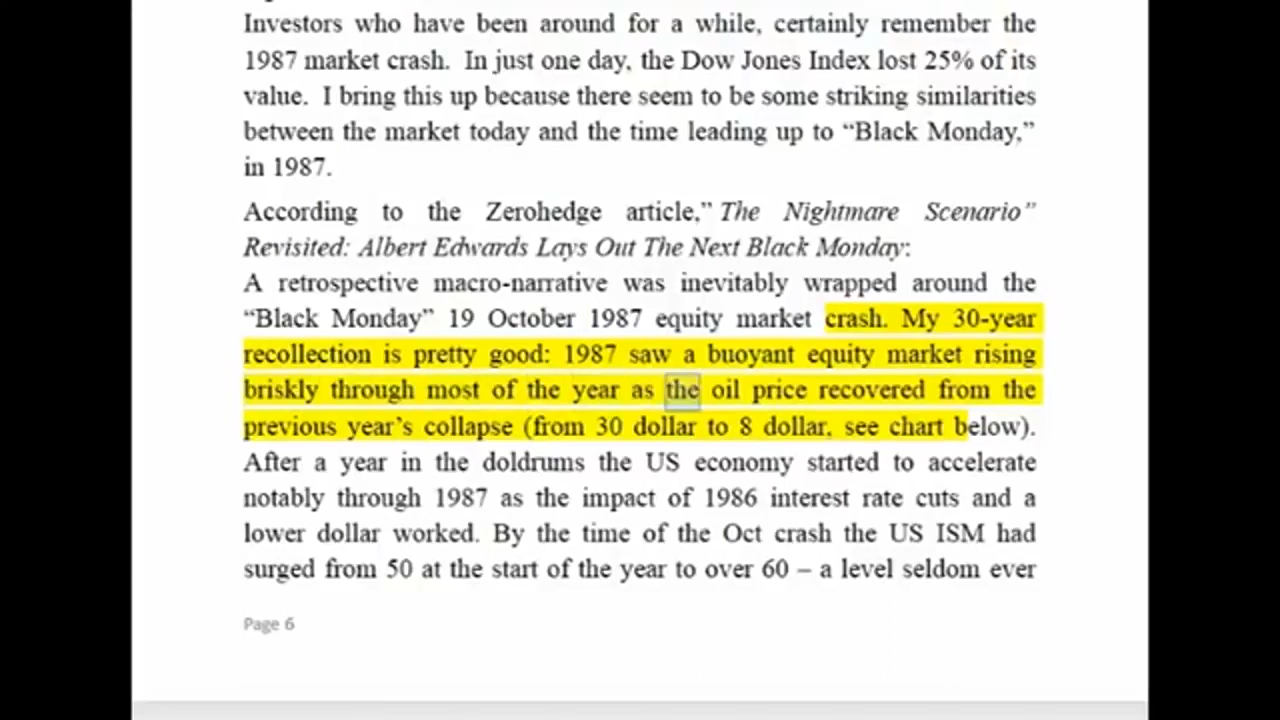 Investors who have been around for a while, certainly remember the
1987 market crash. In just one day, the Dow Jones Index lost 25% of its
value. I bring this up because there seem to be some striking similarities
between the market today and the time leading up to “Black Monday,”
in 1987.
According to the Zerohedge article,” The Nightmare Scenario”
Revisited: Albert Edwards Lays Out The Next Black Monday:
A retrospective macro-narrative was inevitably wrapped around the
“Black Monday” 19 October 1987 equity market crash. My 30-year
recollection is pretty good: 1987 saw a buoyant equity market rising
briskly through most of the year as the oil price recovered from the
previous year’s collapse (from 30 dollar to 8 dollar, see chart below).
After a year in the doldrums the US economy started to accelerate
notably through 1987 as the impact of 1986 interest rate cuts and a
lower dollar worked. By the time of the Oct crash the US ISM had
surged from 50 at the start of the year to over 60 – a level seldom ever
Page 6